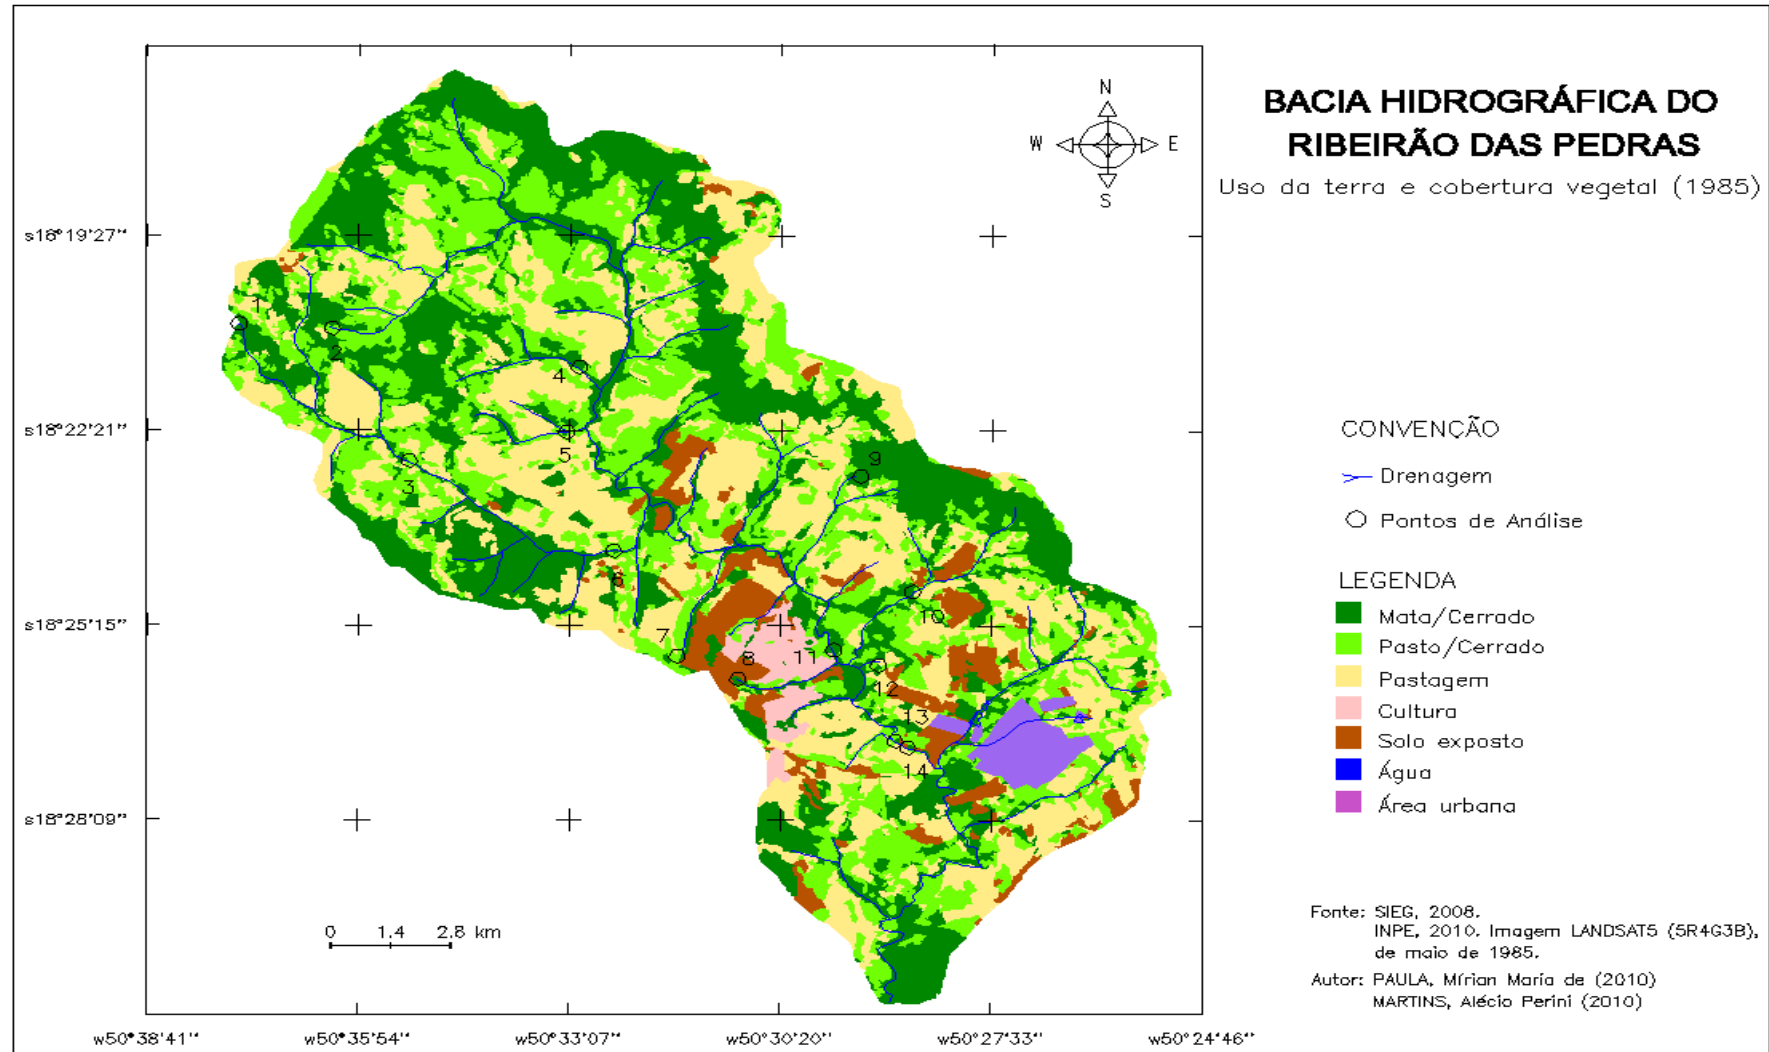 BACIA HIDROGRÁFICA DO
RIBEIRÃO DAS PEDRAS
Uso da terra e cobertura vegetal (1985)
N
W
E
S
s18°19'27''
s18°22'21''
s18°25'15''
s18°28'09''
1
2
3
4
5
6
7
8
9
10
11
12
13
14
CONVENÇÃO
Drenagem
Pontos de Análise
LEGENDA
Mata/Cerrado
Pasto/Cerrado
Pastagem
Cultura
Solo exposto
Água
Área urbana
0 1.4 2.8 km
Fonte: SIEG, 2008.
INPE, 2010. Imagem LANDSAT5 (5R4G3B),
de maio de 1985.
Autor: PAULA, Mírian Maria de (2010)
MARTINS, Alécio Perini (2010)
w50°38'41'' w50°35'54'' w50°33'07'' w50°30'20'' w50°27'33'' w50°24'46''